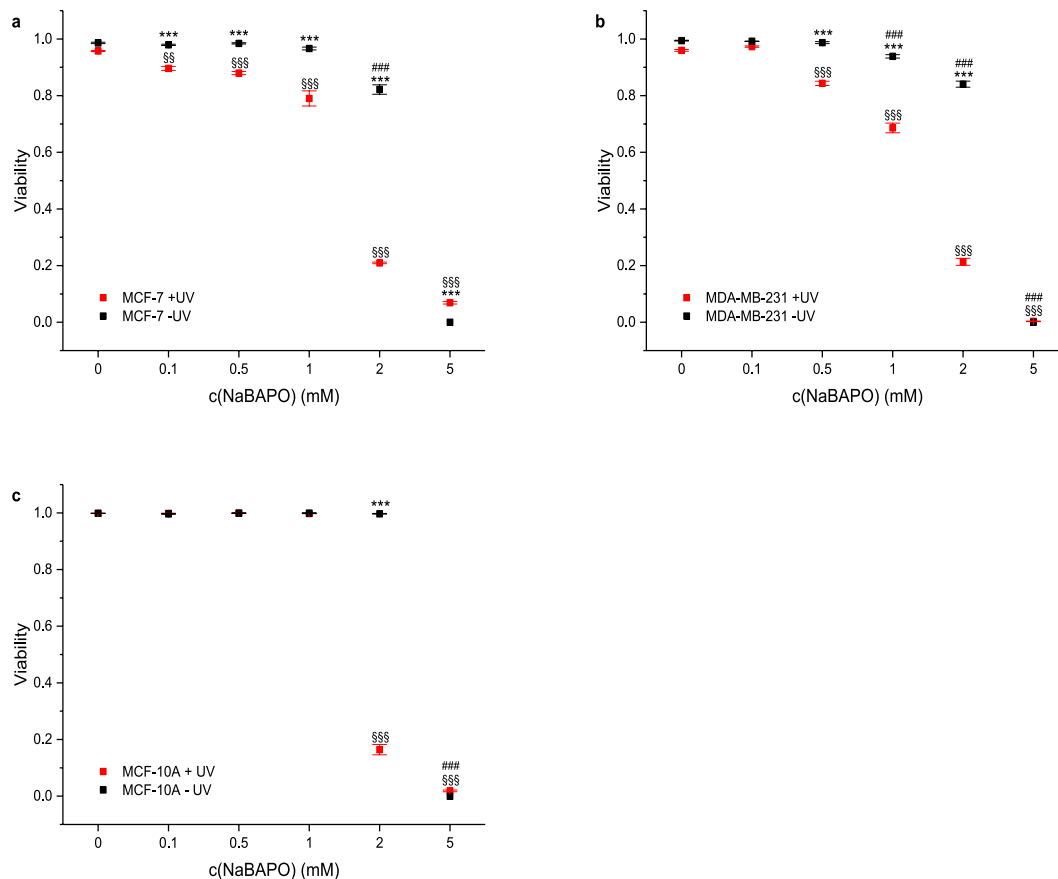 a
1.0
0.8
0.6
0.4
0.2
0.0
Viability
*** *** ***
§§ §§§ §§§
###
***
§§§
§§§
***
MCF-7 +UV
MCF-7 -UV
0 0.1 0.5 1 2 5
c(NaBAPO) (mM)
b
1.0
0.8
0.6
0.4
0.2
0.0
Viability
***
###
***
###
***
§§§
§§§
§§§
###
§§§
MDA-MB-231 +UV
MDA-MB-231 -UV
0 0.1 0.5 1 2 5
c(NaBAPO) (mM)
c
1.0
0.8
0.6
0.4
0.2
0.0
Viability
***
§§§
###
§§§
MCF-10A + UV
MCF-10A - UV
0 0.1 0.5 1 2 5
c(NaBAPO) (mM)